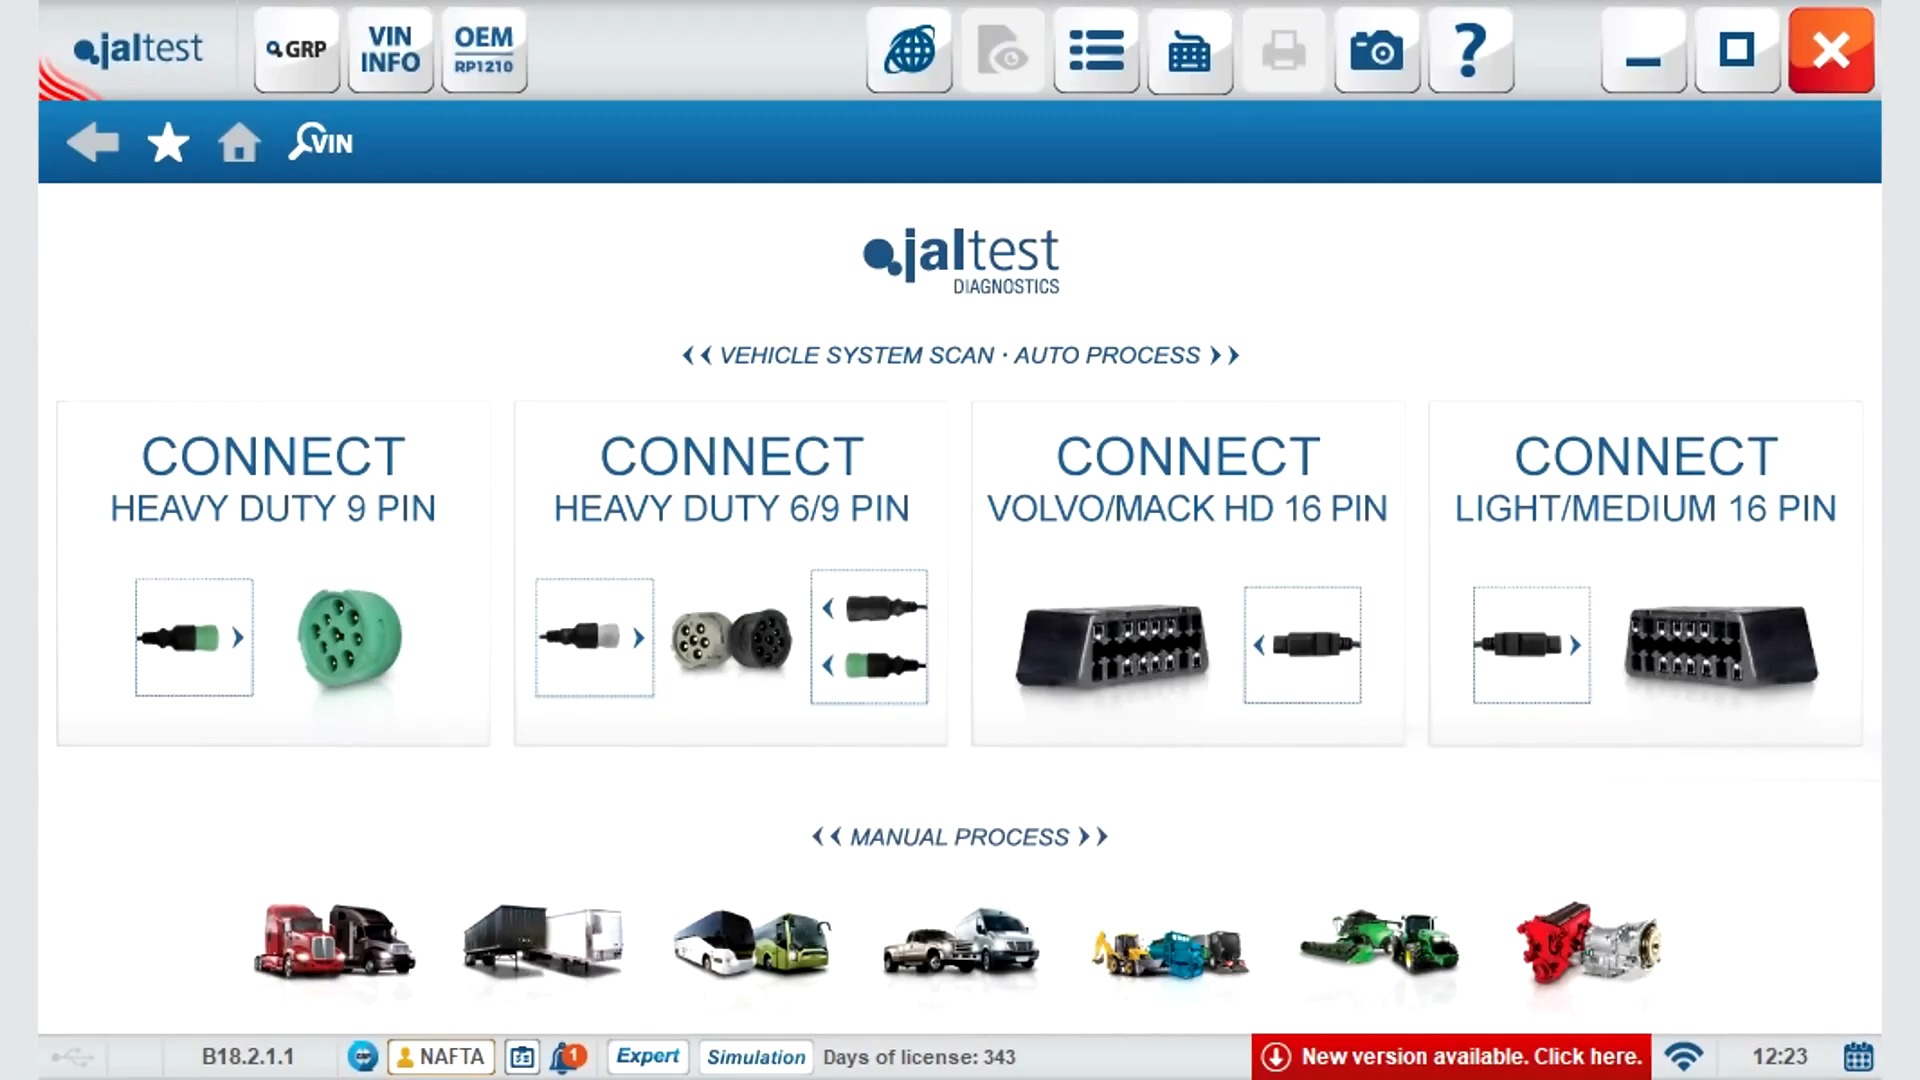 jaltest
GRP
VIN
INFO
OEM
RP1210
?
VIN
jaltest
DIAGNOSTICS
VEHICLE SYSTEM SCAN · AUTO PROCESS
CONNECT
HEAVY DUTY 9 PIN
CONNECT
HEAVY DUTY 6/9 PIN
CONNECT
VOLVO/MACK HD 16 PIN
CONNECT
LIGHT/MEDIUM 16 PIN
MANUAL PROCESS
B18.2.1.1
GRP
NAFTA
1
Expert
Simulation
Days of license: 343
New version available. Click here.
12:23